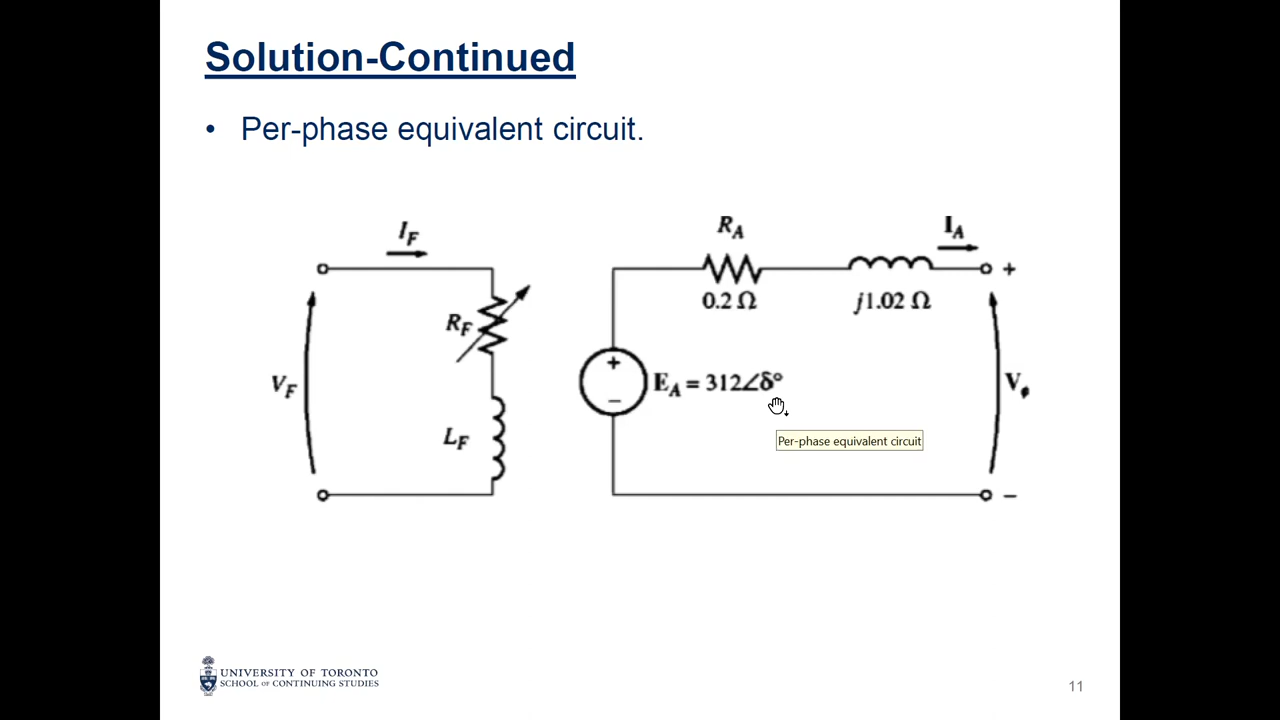 Solution-Continued
• Per-phase equivalent circuit.
I_F
R_A
I_A
+
0.2 Ω
j1.02 Ω
R_F
V_F
+
E_A = 312∠δ°
−
V_ϕ
Per-phase equivalent circuit
L_F
−
UNIVERSITY OF TORONTO
SCHOOL OF CONTINUING STUDIES
11